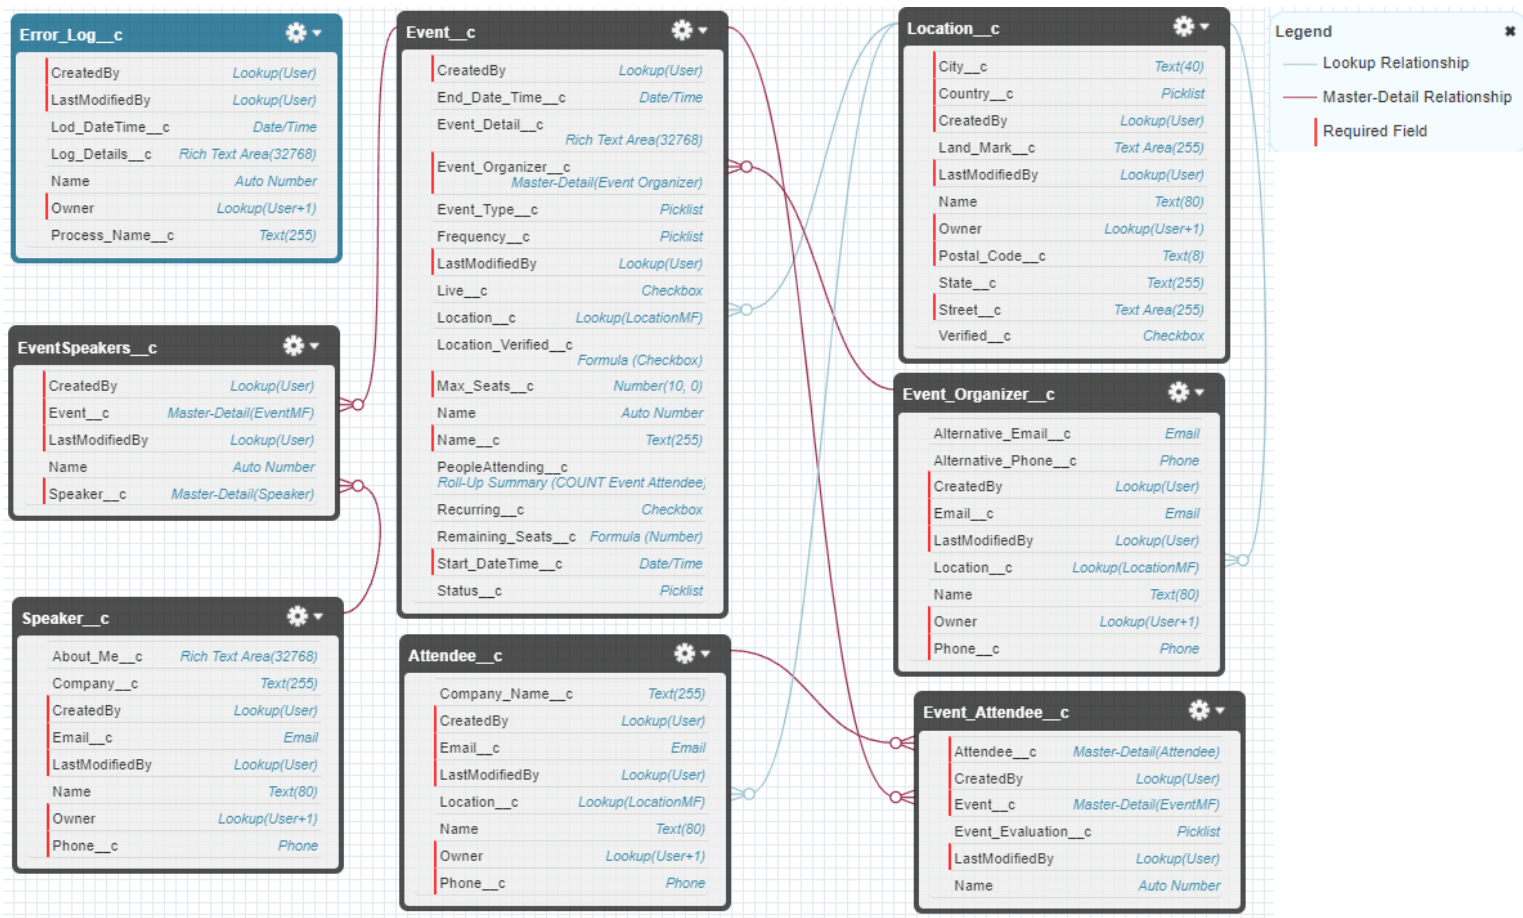 Error_Log__c
CreatedBy Lookup(User)
LastModifiedBy Lookup(User)
Lod_DateTime__c Date/Time
Log_Details__c Rich Text Area(32768)
Name Auto Number
Owner Lookup(User+1)
Process_Name__c Text(255)
EventSpeakers__c
CreatedBy Lookup(User)
Event__c Master-Detail(EventMF)
LastModifiedBy Lookup(User)
Name Auto Number
Speaker__c Master-Detail(Speaker)
Speaker__c
About_Me__c Rich Text Area(32768)
Company__c Text(255)
CreatedBy Lookup(User)
Email__c Email
LastModifiedBy Lookup(User)
Name Text(80)
Owner Lookup(User+1)
Phone__c Phone
Event__c
CreatedBy Lookup(User)
End_Date_Time__c Date/Time
Event_Detail__c
Rich Text Area(32768)
Event_Organizer__c
Master-Detail(Event Organizer)
Event_Type__c Picklist
Frequency__c Picklist
LastModifiedBy Lookup(User)
Live__c Checkbox
Location__c Lookup(LocationMF)
Location_Verified__c
Formula (Checkbox)
Max_Seats__c Number(10, 0)
Name Auto Number
Name__c Text(255)
PeopleAttending__c
Roll-Up Summary (COUNT Event Attendee)
Recurring__c Checkbox
Remaining_Seats__c Formula (Number)
Start_DateTime__c Date/Time
Status__c Picklist
Attendee__c
Company_Name__c Text(255)
CreatedBy Lookup(User)
Email__c Email
LastModifiedBy Lookup(User)
Location__c Lookup(LocationMF)
Name Text(80)
Owner Lookup(User+1)
Phone__c Phone
Location__c
City__c Text(40)
Country__c Picklist
CreatedBy Lookup(User)
Land_Mark__c Text Area(255)
LastModifiedBy Lookup(User)
Name Text(80)
Owner Lookup(User+1)
Postal_Code__c Text(8)
State__c Text(255)
Street__c Text Area(255)
Verified__c Checkbox
Event_Organizer__c
Alternative_Email__c Email
Alternative_Phone__c Phone
CreatedBy Lookup(User)
Email__c Email
LastModifiedBy Lookup(User)
Location__c Lookup(LocationMF)
Name Text(80)
Owner Lookup(User+1)
Phone__c Phone
Event_Attendee__c
Attendee__c Master-Detail(Attendee)
CreatedBy Lookup(User)
Event__c Master-Detail(EventMF)
Event_Evaluation__c Picklist
LastModifiedBy Lookup(User)
Name Auto Number
Legend
Lookup Relationship
Master-Detail Relationship
Required Field